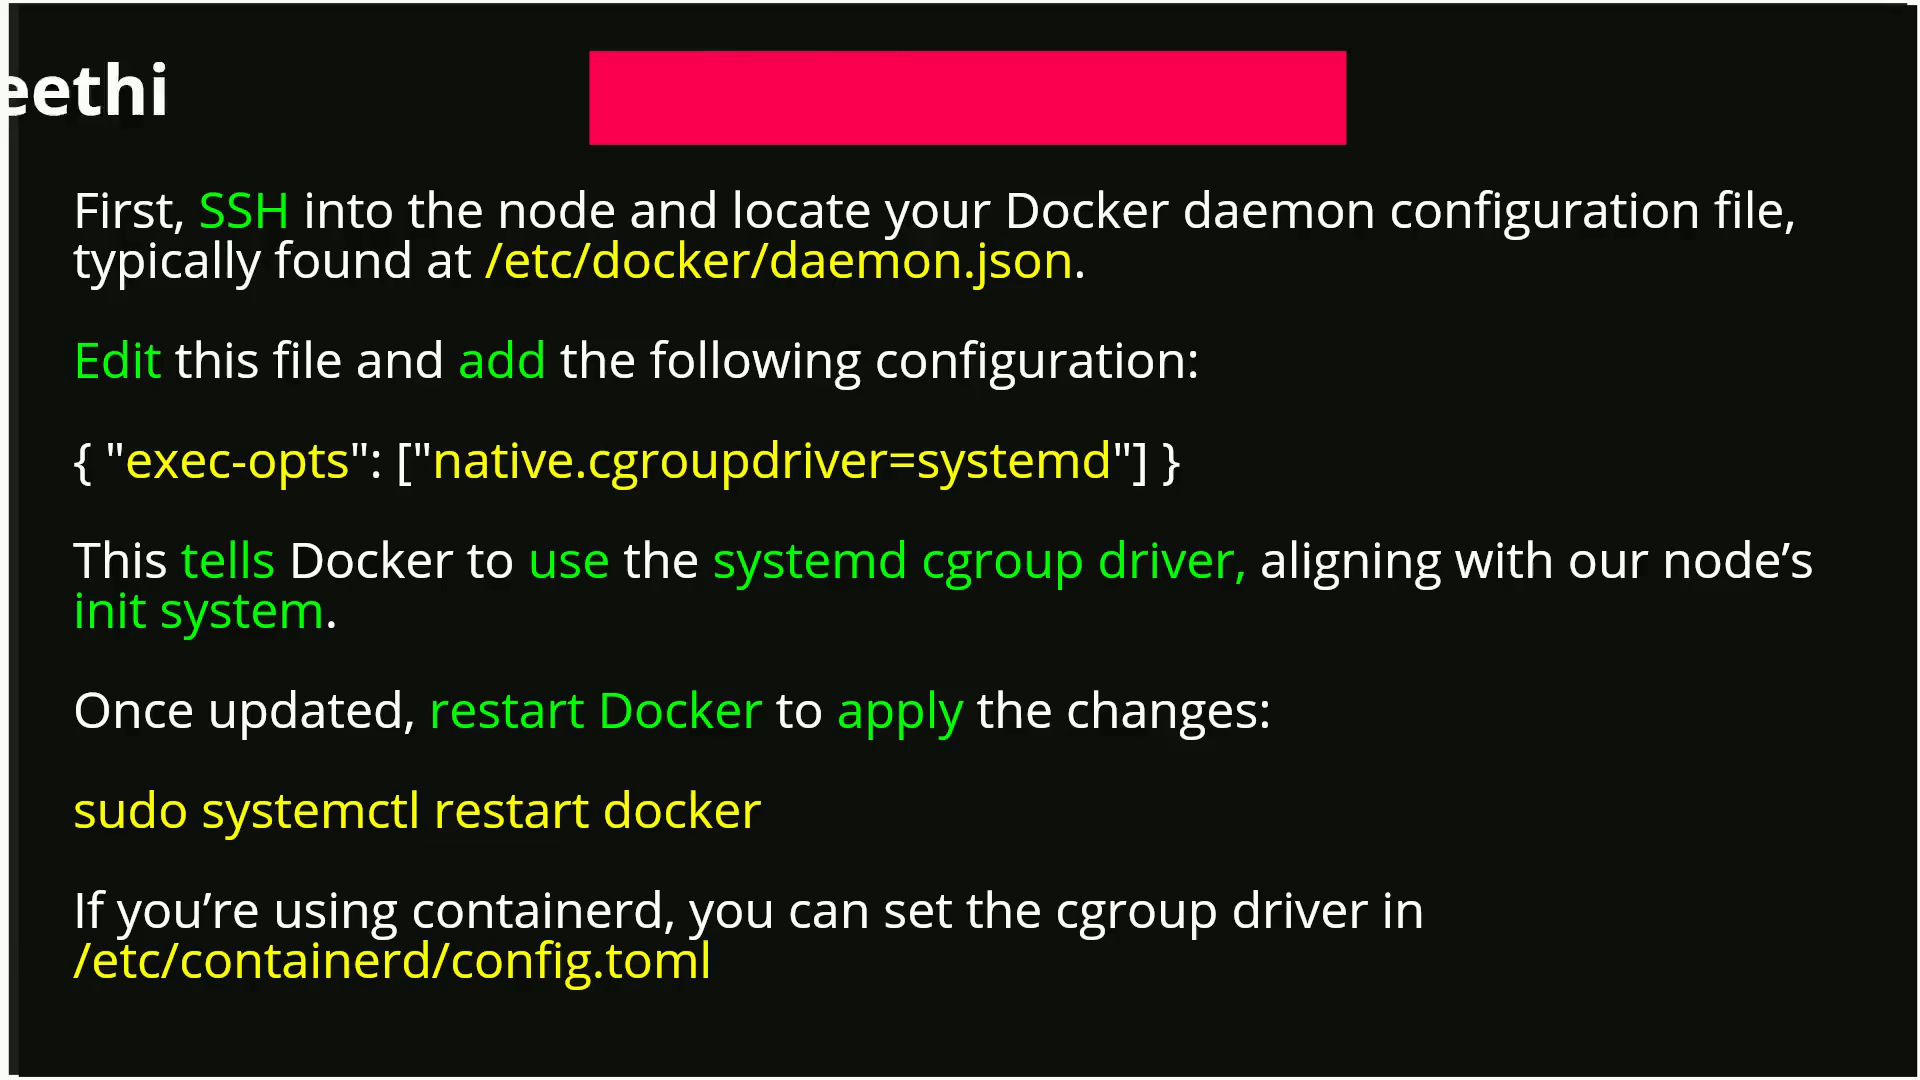 eethi
First, SSH into the node and locate your Docker daemon configuration file,
typically found at /etc/docker/daemon.json.
Edit this file and add the following configuration:
{ "exec-opts": ["native.cgroupdriver=systemd"] }
This tells Docker to use the systemd cgroup driver, aligning with our node’s
init system.
Once updated, restart Docker to apply the changes:
sudo systemctl restart docker
If you’re using containerd, you can set the cgroup driver in
/etc/containerd/config.toml